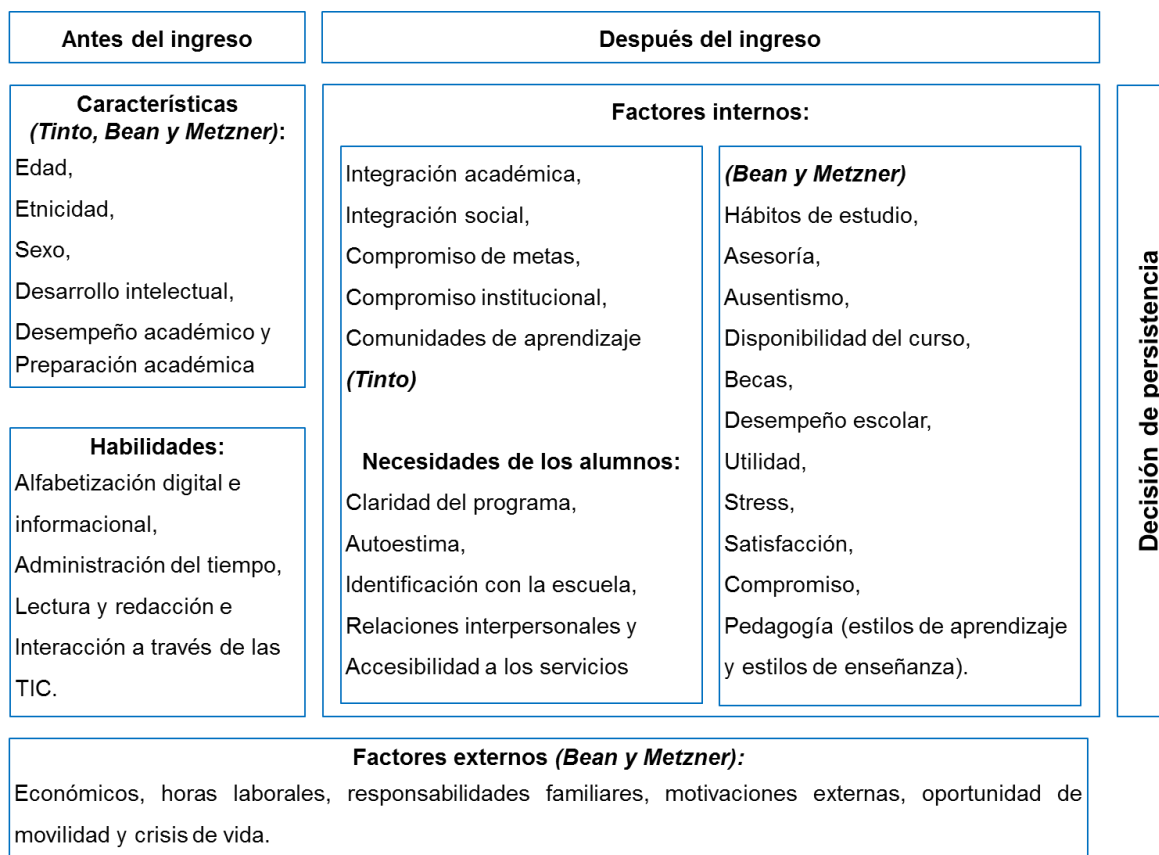 Antes del ingreso
Después del ingreso
Características
(Tinto, Bean y Metzner):
Edad,
Etnicidad,
Sexo,
Desarrollo intelectual,
Desempeño académico y
Preparación académica
Habilidades:
Alfabetización digital e
informacional,
Administración del tiempo,
Lectura y redacción e
Interacción a través de las
TIC.
Factores internos:
Integración académica,
Integración social,
Compromiso de metas,
Compromiso institucional,
Comunidades de aprendizaje
(Tinto)
Necesidades de los alumnos:
Claridad del programa,
Autoestima,
Identificación con la escuela,
Relaciones interpersonales y
Accesibilidad a los servicios
(Bean y Metzner)
Hábitos de estudio,
Asesoría,
Ausentismo,
Disponibilidad del curso,
Becas,
Desempeño escolar,
Utilidad,
Stress,
Satisfacción,
Compromiso,
Pedagogía (estilos de aprendizaje
y estilos de enseñanza).
Decisión de persistencia
Factores externos (Bean y Metzner):
Económicos, horas laborales, responsabilidades familiares, motivaciones externas, oportunidad de
movilidad y crisis de vida.